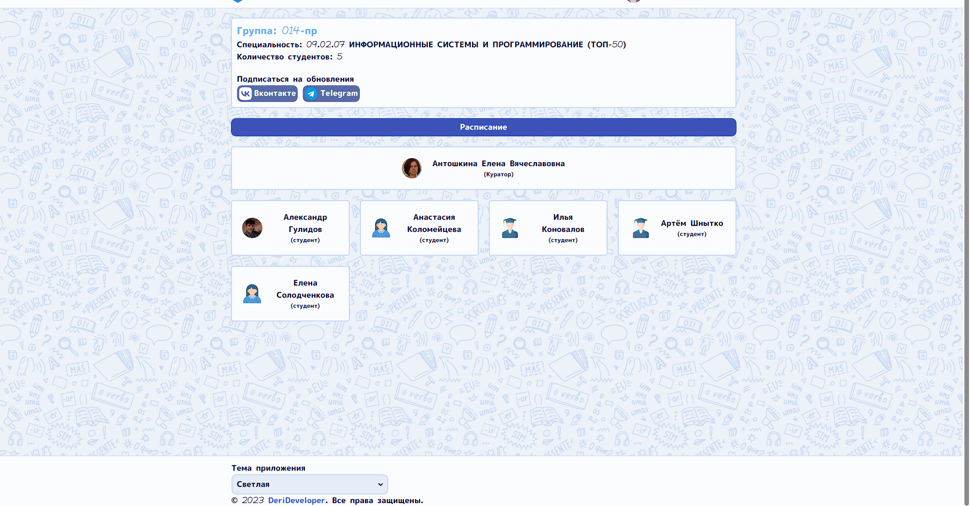 Группа: 014-пр
Специальность: 09.02.07 ИНФОРМАЦИОННЫЕ СИСТЕМЫ И ПРОГРАММИРОВАНИЕ (ТОП-50)
Количество студентов: 5
Подписаться на обновления
Вконтакте Telegram
Расписание
Антошкина Елена Вячеславовна
(Куратор)
Александр
Гулидов
(студент)
Анастасия
Коломейцева
(студент)
Илья
Коновалов
(студент)
Артём Шнытко
(студент)
Елена
Солодченкова
(студент)
Тема приложения
Светлая
© 2023 DeriDeveloper. Все права защищены.